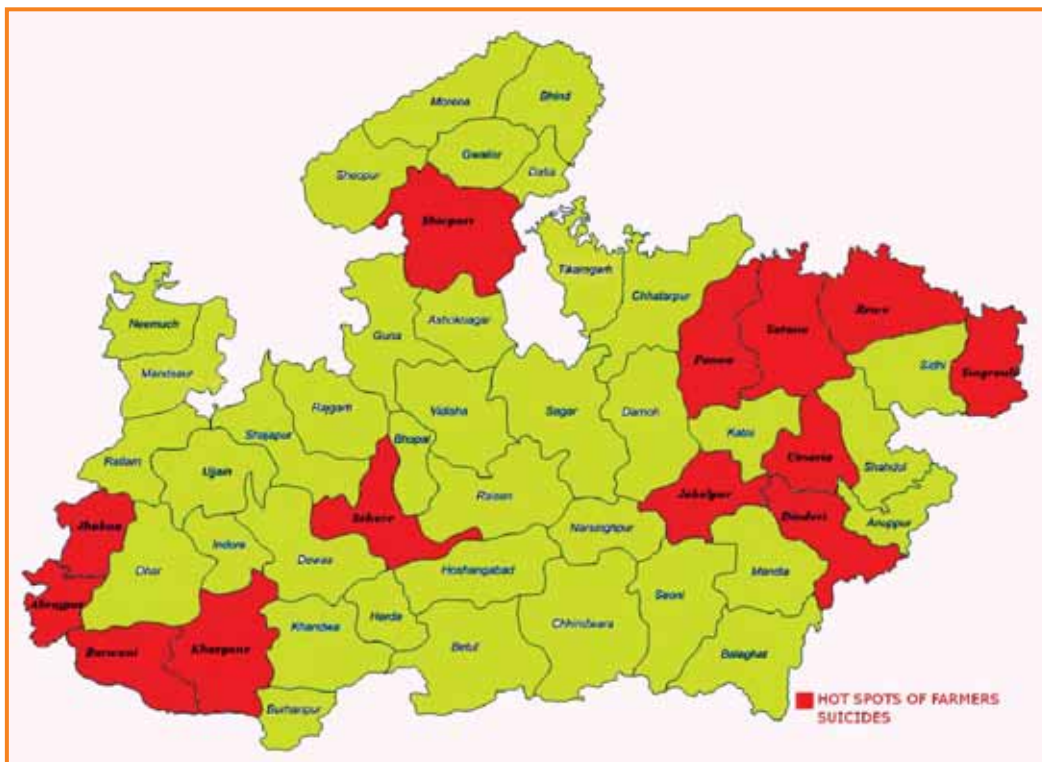 Morena
Bhind
Gwalior
Datia
Sheopur
Shivpuri
Tikamgarh
Chhatarpur
Neemuch
Mandsaur
Guna
Ashoknagar
Panna
Satana
Rewa
Sidhi
Singrauli
Rajgarh
Vidisha
Sagar
Damoh
Shajapur
Bhopal
Katni
Umaria
Shahdol
Ratlam
Ujjain
Sehore
Raisen
Jabalpur
Dindori
Anuppur
Jhabua
Indore
Dewas
Narsinghpur
Dhar
Hoshangabad
Mandla
Seoni
Harda
Khandwa
Chhindwara
Betul
Barwani
Khargone
Balaghat
Burhanpur
HOT SPOTS OF FARMERS
SUICIDES